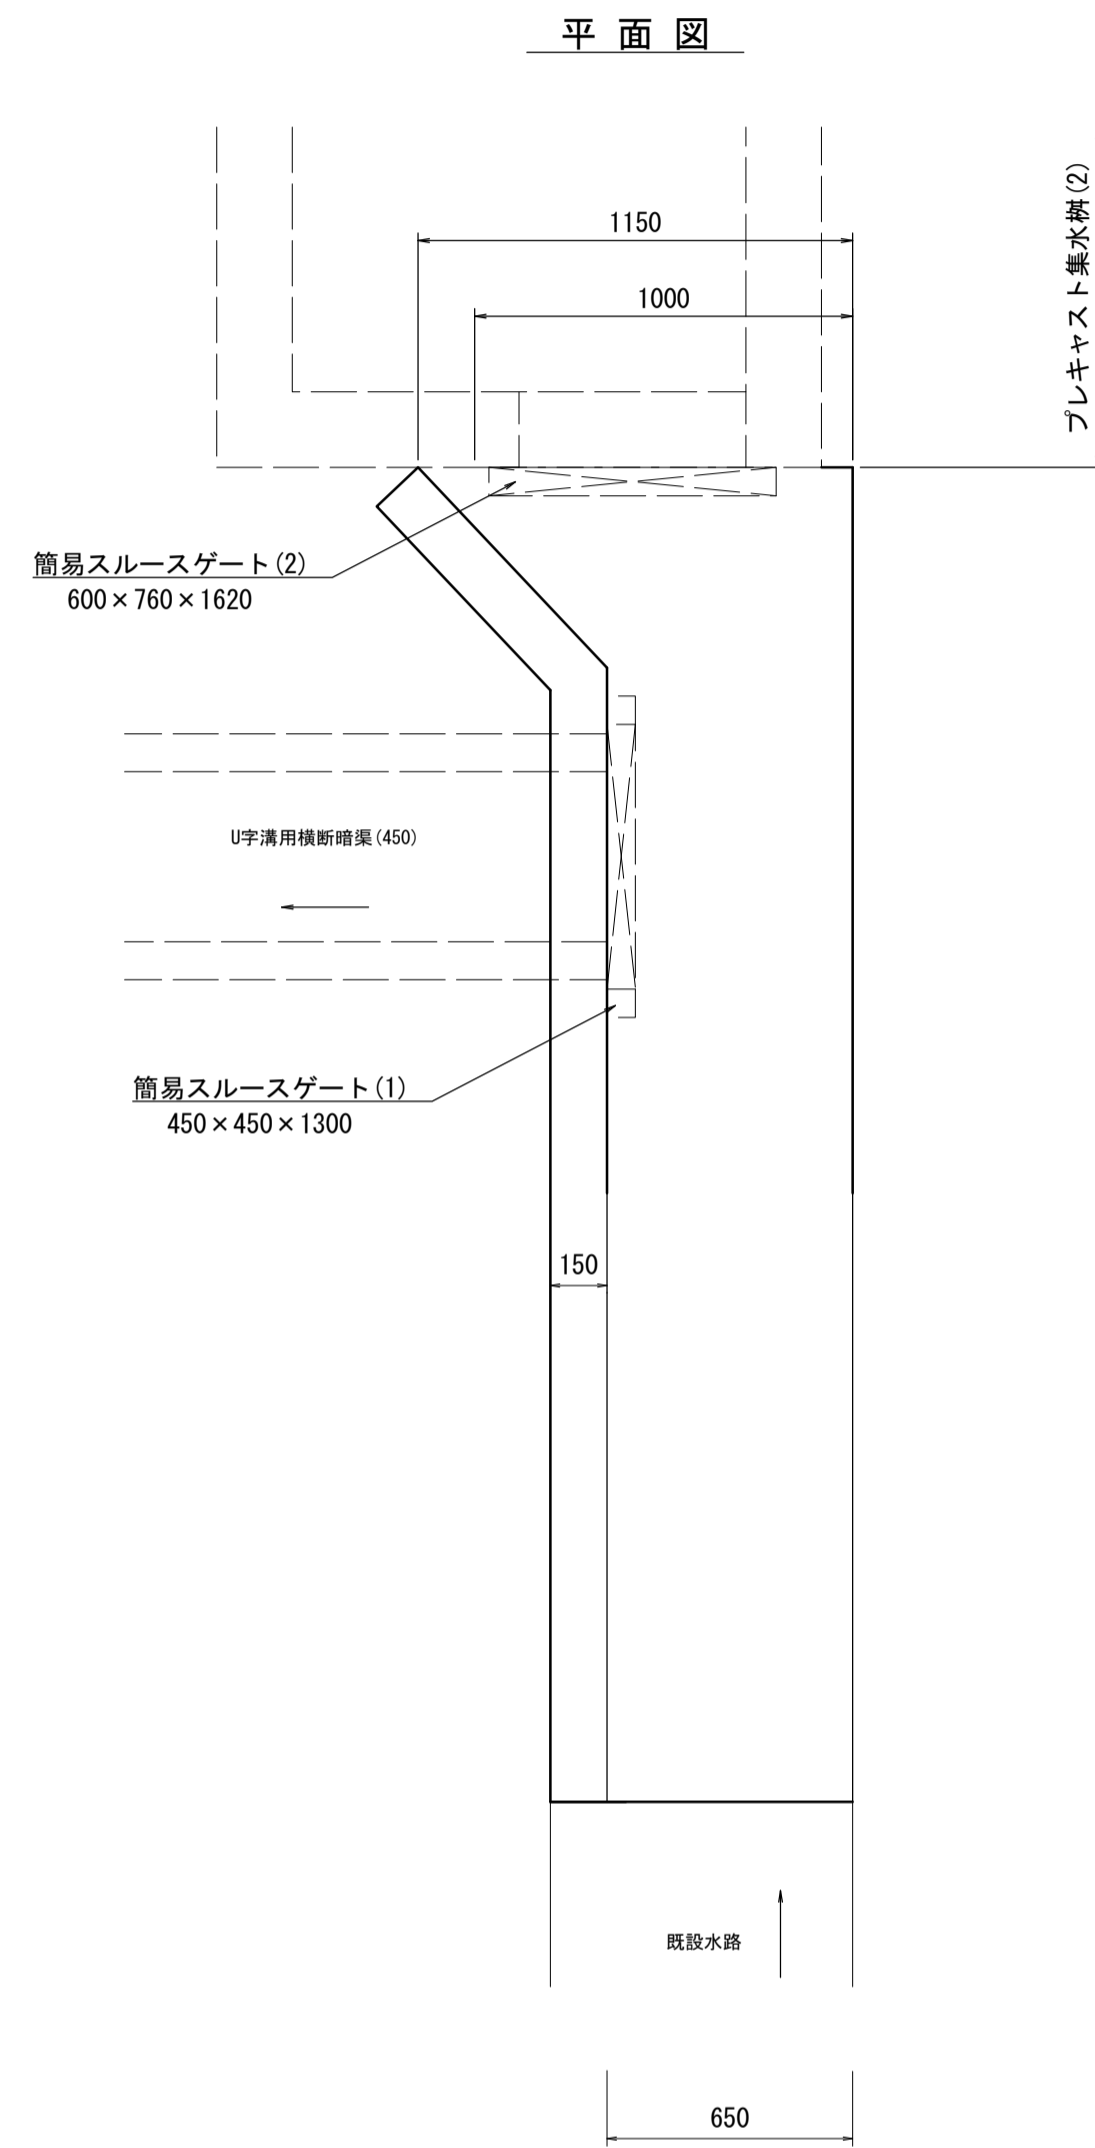 平面図
プレキャスト集水桝(2)
1150
1000
簡易スルースゲート(2)
600×760×1620
U字溝用横断暗渠(450)
簡易スルースゲート(1)
450×450×1300
150
既設水路
650